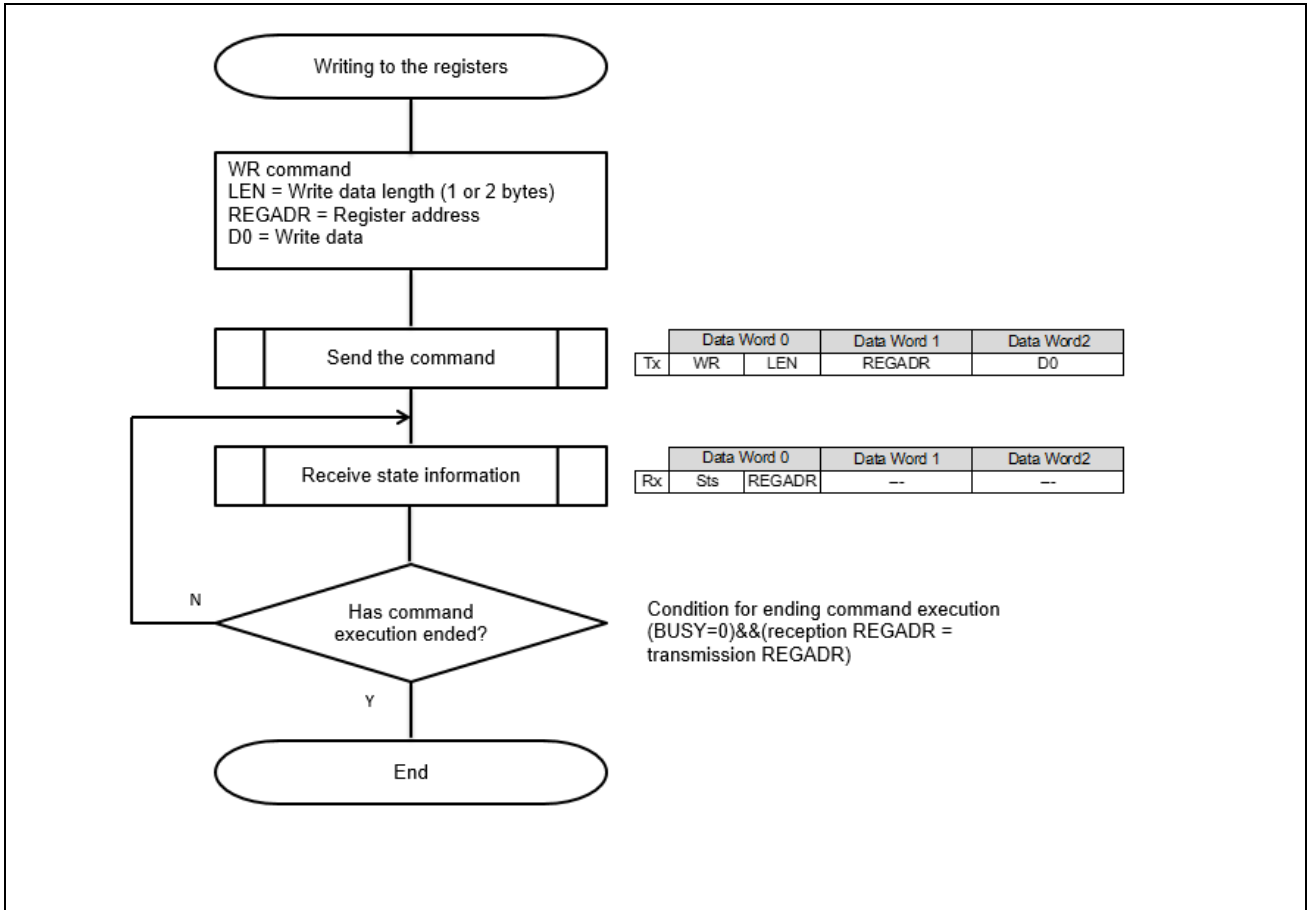 Writing to the registers
WR command
LEN = Write data length (1 or 2 bytes)
REGADR = Register address
D0 = Write data
Send the command
Data Word 0 Data Word 1 Data Word2
Tx WR LEN REGADR D0
Receive state information
Data Word 0 Data Word 1 Data Word2
Rx Sts REGADR --- ---
N
Has command
execution ended?
Condition for ending command execution
(BUSY=0)&&(reception REGADR =
transmission REGADR)
Y
End